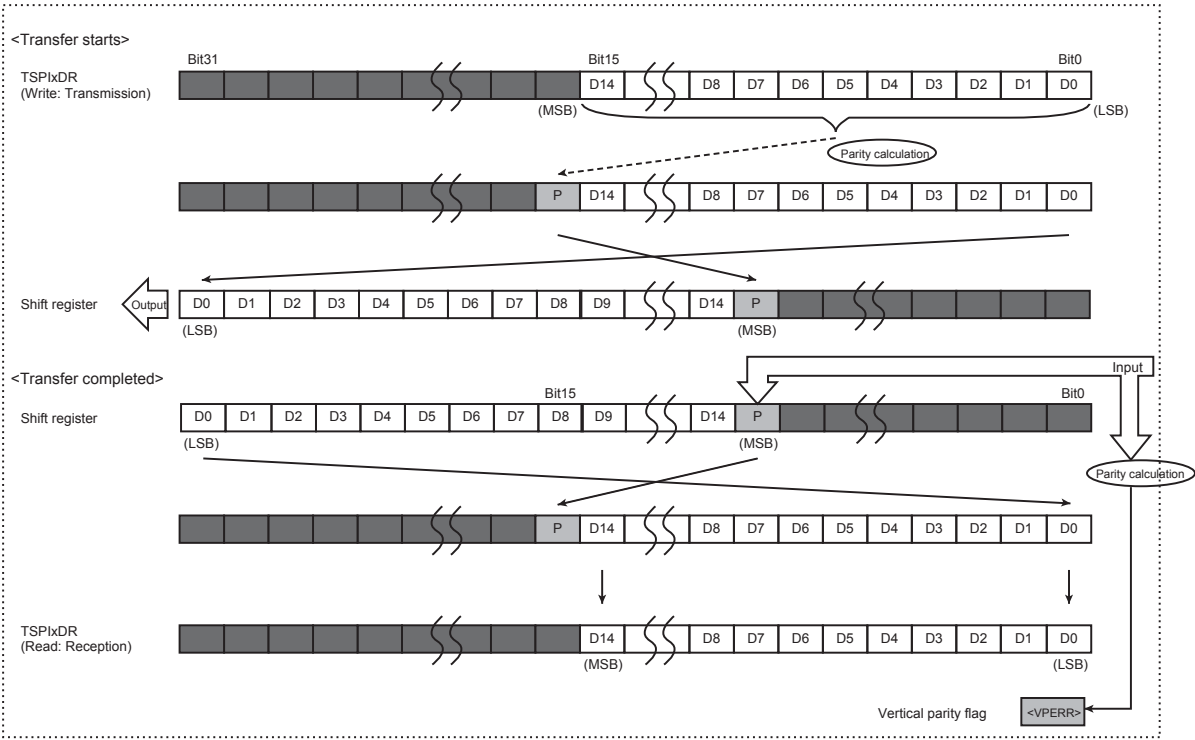 <Transfer starts>
Bit31 Bit15 Bit0
TSPIxDR
(Write: Transmission)
D14 D8 D7 D6 D5 D4 D3 D2 D1 D0
(MSB) (LSB)
Parity calculation
P D14 D8 D7 D6 D5 D4 D3 D2 D1 D0
Shift register Output D0 D1 D2 D3 D4 D5 D6 D7 D8 D9 D14 P
(LSB) (MSB)
<Transfer completed>
Input
Bit15 Bit0
Shift register D0 D1 D2 D3 D4 D5 D6 D7 D8 D9 D14 P
(LSB) (MSB)
Parity calculation
P D14 D8 D7 D6 D5 D4 D3 D2 D1 D0
TSPIxDR
(Read: Reception)
D14 D8 D7 D6 D5 D4 D3 D2 D1 D0
(MSB) (LSB)
Vertical parity flag <VPERR>